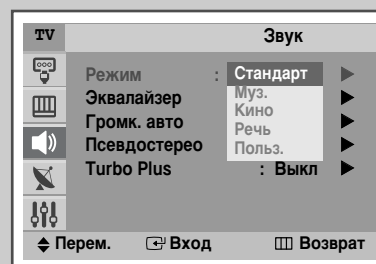 TV Звук
Режим : Стандарт
Муз.
Эквалайзер
Кино
Громк. авто
Речь
Псевдостерео
Польз.
Turbo Plus : Выкл
Перем. Вход Возврат